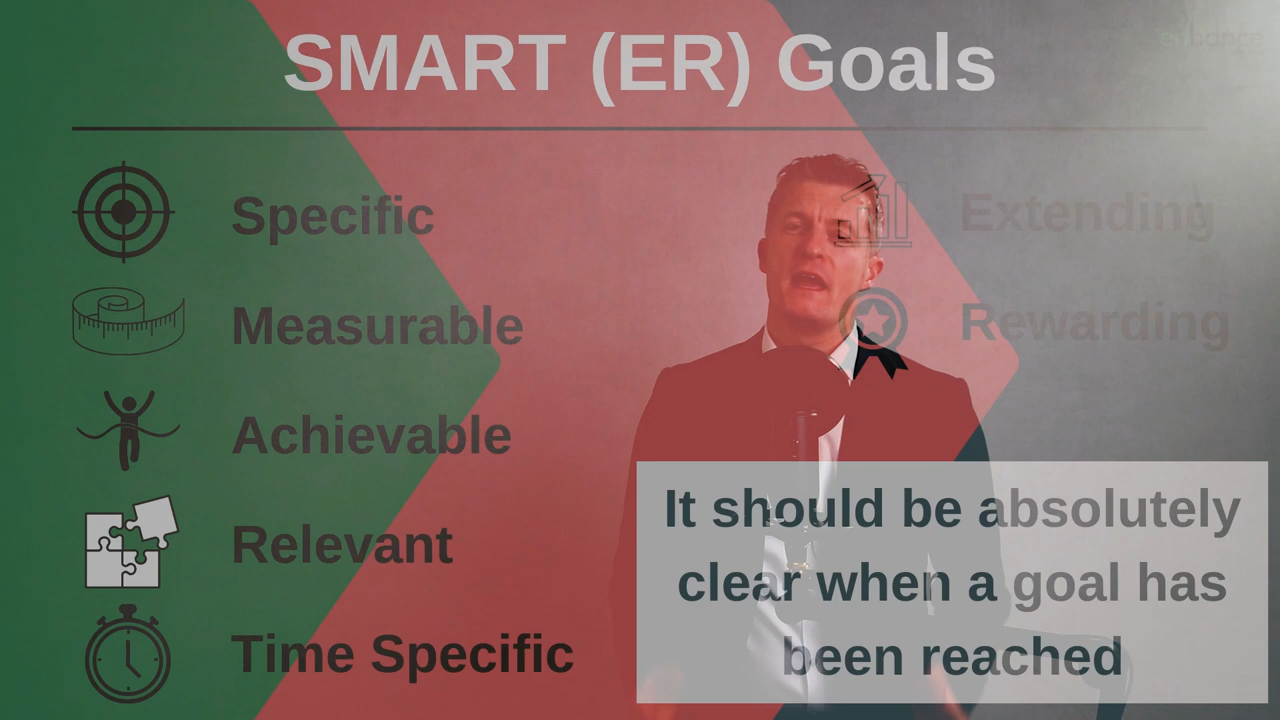 SMART (ER) Goals
Specific
Measurable
Achievable
Relevant
Time Specific
Extending
Rewarding
It should be absolutely
clear when a goal has
been reached
enhance